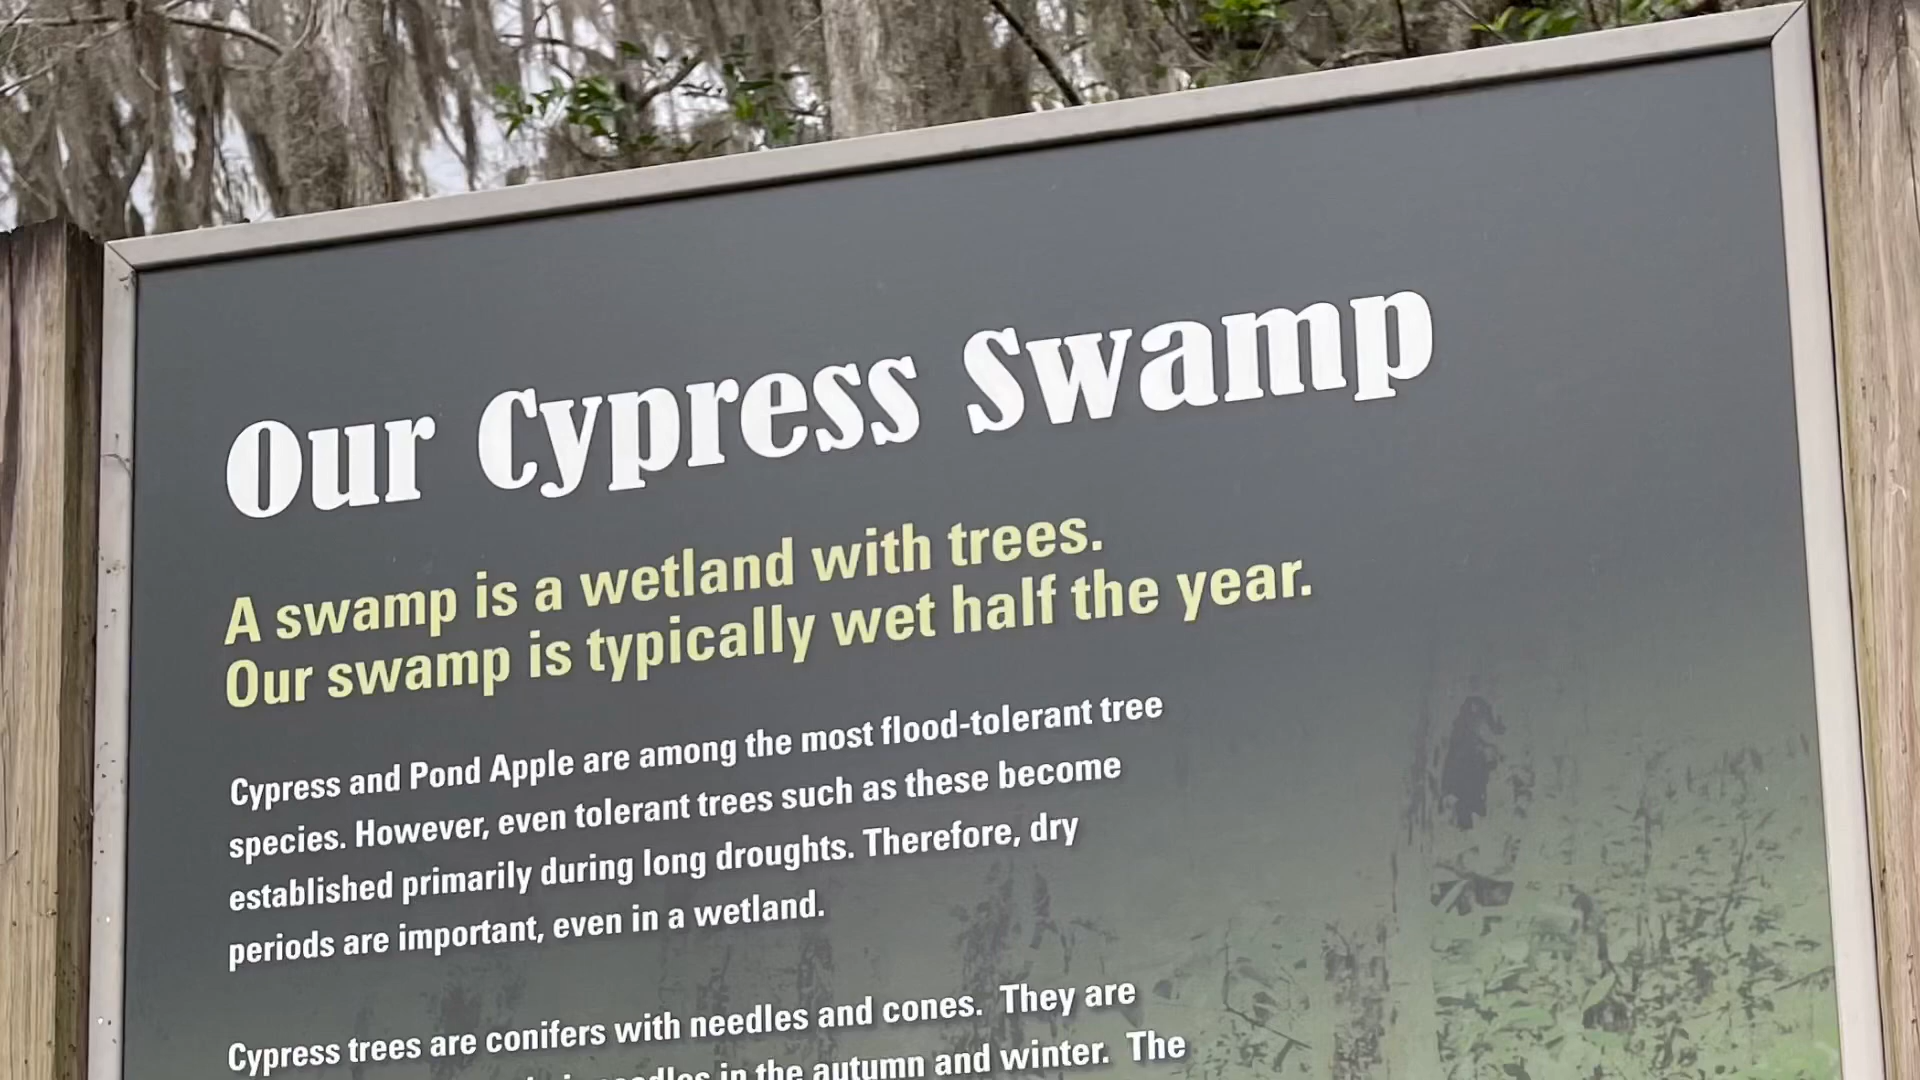 Our Cypress Swamp
A swamp is a wetland with trees.
Our swamp is typically wet half the year.
Cypress and Pond Apple are among the most flood-tolerant tree
species. However, even tolerant trees such as these become
established primarily during long droughts. Therefore, dry
periods are important, even in a wetland.
Cypress trees are conifers with needles and cones. They are
in the autumn and winter. The